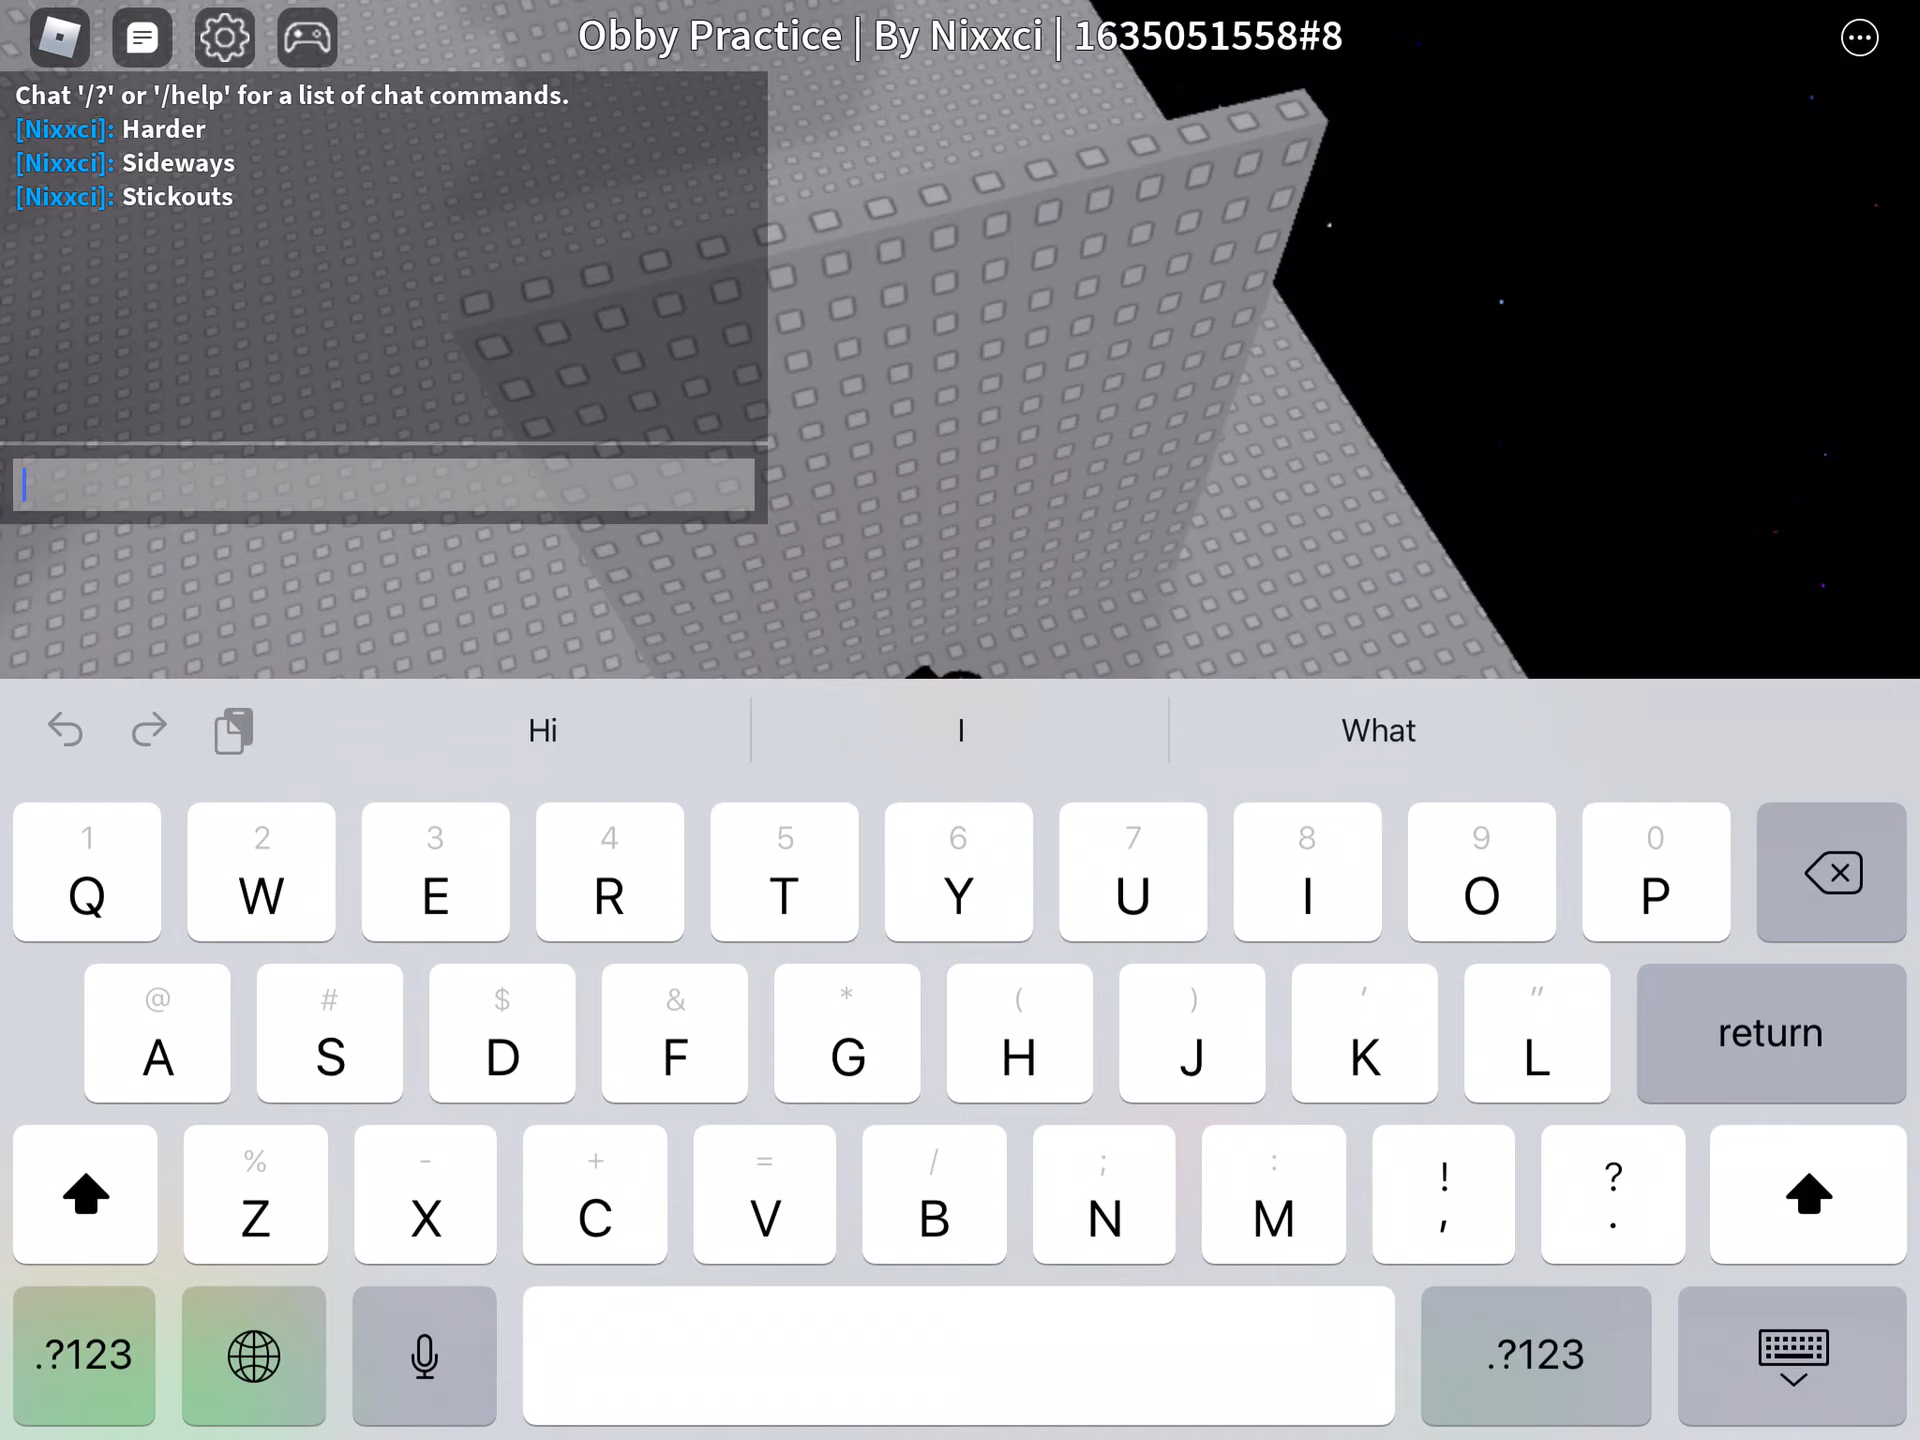 Obby Practice | By Nixxci | 1635051558#8
Chat '/?' or '/help' for a list of chat commands.
[Nixxci]: Harder
[Nixxci]: Sideways
[Nixxci]: Stickouts
Hi I What
1 2 3 4 5 6 7 8 9 0
Q W E R T Y U I O P
@ # $ & * ( ) ' "
A S D F G H J K L return
% - + = / ; : ! ?
Z X C V B N M , .
.?123 .?123